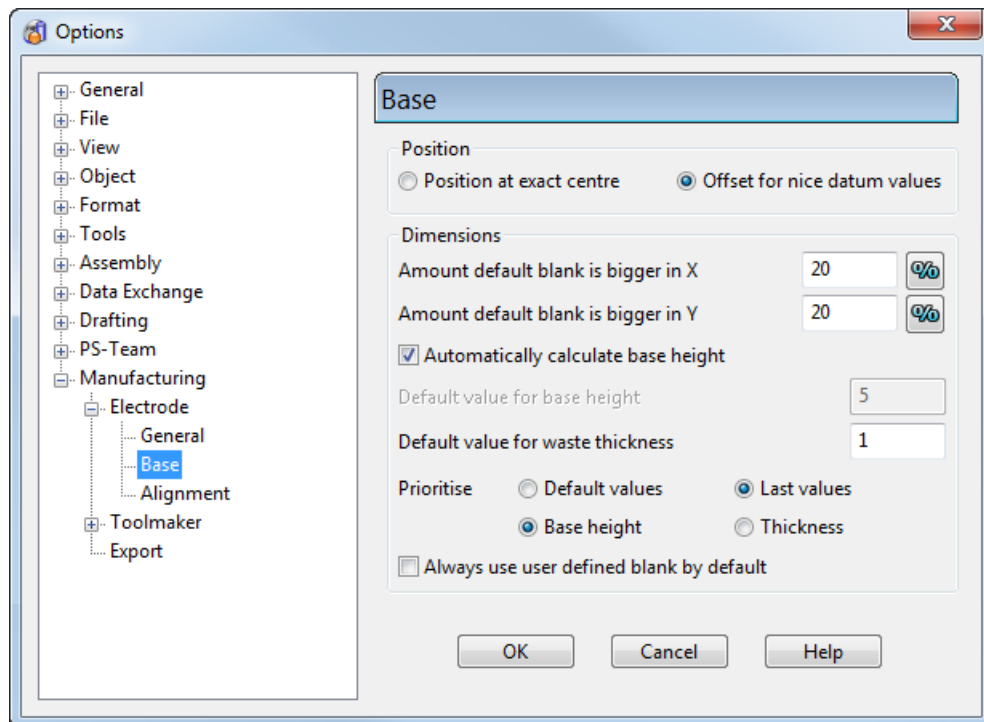 Options
General
File
View
Object
Format
Tools
Assembly
Data Exchange
Drafting
PS-Team
Manufacturing
Electrode
General
Base
Alignment
Toolmaker
Export
Base
Position
Position at exact centre Offset for nice datum values
Dimensions
Amount default blank is bigger in X 20 %
Amount default blank is bigger in Y 20 %
Automatically calculate base height
Default value for base height 5
Default value for waste thickness 1
Prioritise Default values Last values
Base height Thickness
Always use user defined blank by default
OK Cancel Help